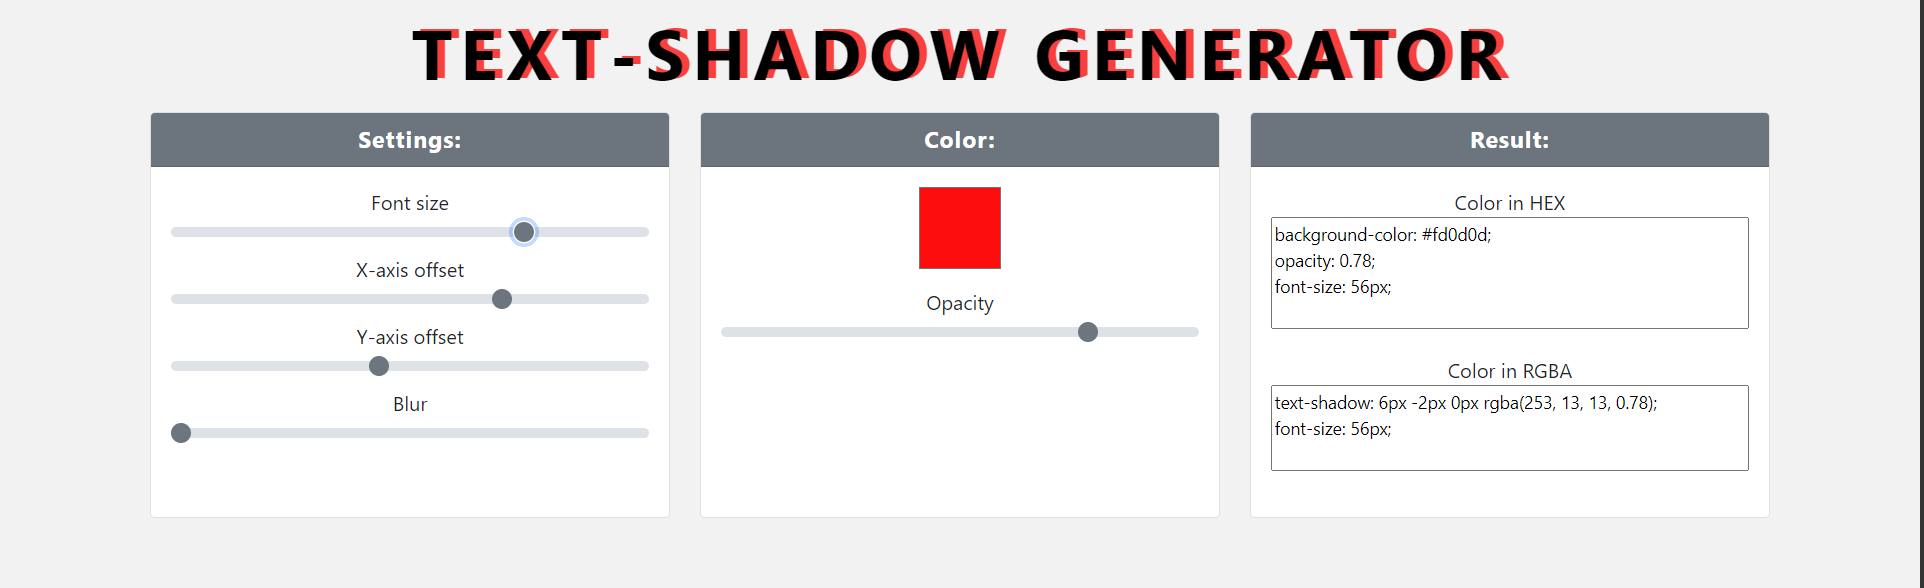 TEXT-SHADOW GENERATOR
Settings:
Font size
X-axis offset
Y-axis offset
Blur
Color:
Opacity
Result:
Color in HEX
background-color: #fd0d0d;
opacity: 0.78;
font-size: 56px;
Color in RGBA
text-shadow: 6px -2px 0px rgba(253, 13, 13, 0.78);
font-size: 56px;